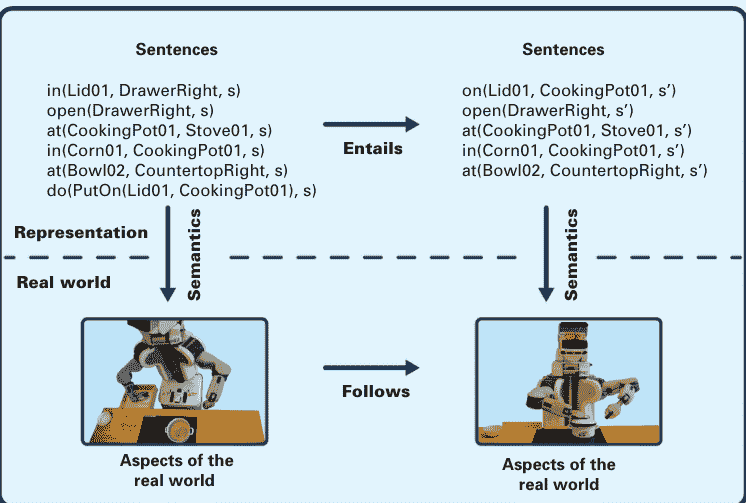 Sentences
in(Lid01, DrawerRight, s)
open(DrawerRight, s)
at(CookingPot01, Stove01, s)
in(Corn01, CookingPot01, s)
at(Bowl02, CountertopRight, s)
do(PutOn(Lid01, CookingPot01), s)
Entails
Sentences
on(Lid01, CookingPot01, s’)
open(DrawerRight, s’)
at(CookingPot01, Stove01, s’)
in(Corn01, CookingPot01, s’)
at(Bowl02, CountertopRight, s’)
Representation
Semantics
Semantics
Real world
Follows
Aspects of the
real world
Aspects of the
real world